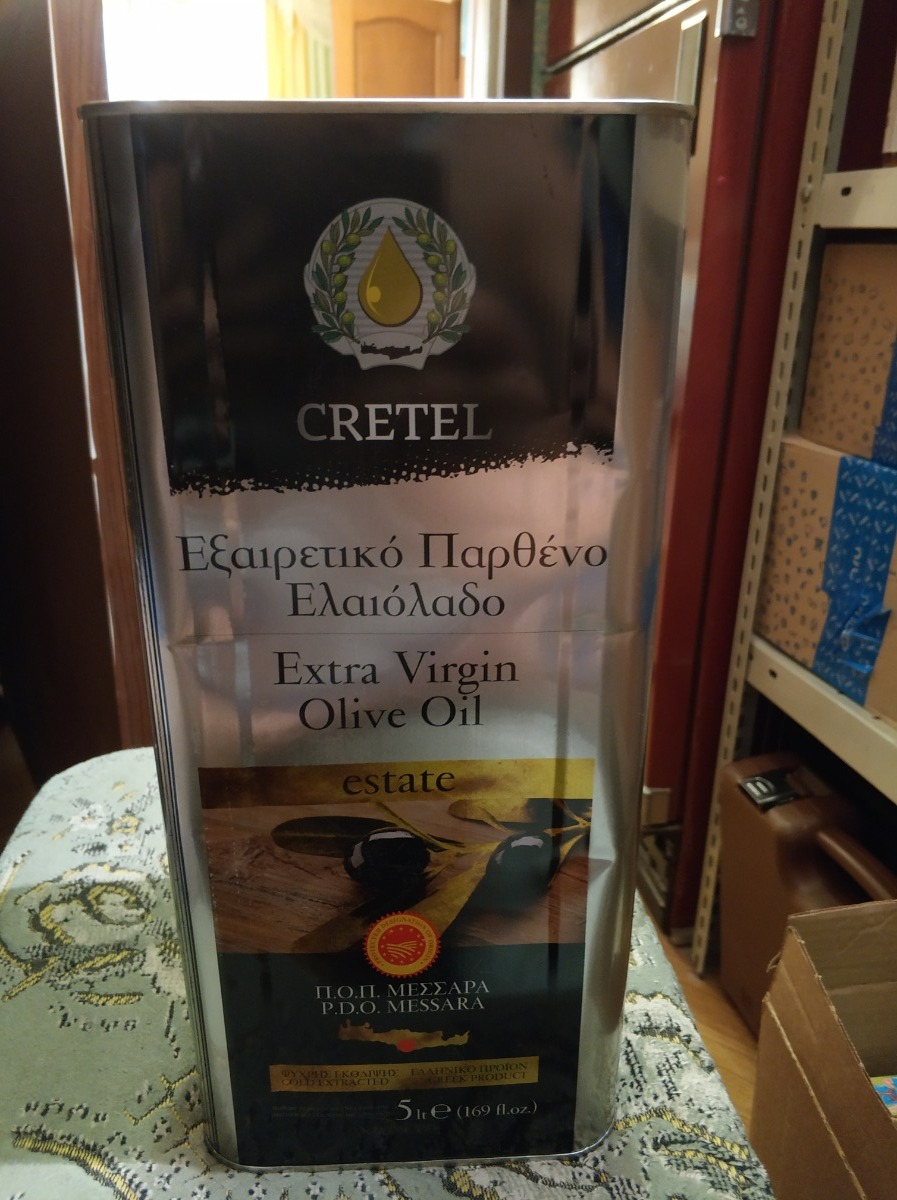 CRETEL
Εξαιρετικό Παρθένο
Ελαιόλαδο
Extra Virgin
Olive Oil
estate
Π.Ο.Π. ΜΕΣΣΑΡΑ
P.D.O. MESSARA
ΨΥΧΡΗΣ ΕΚΘΛΙΨΗΣ ΕΛΛΗΝΙΚΟ ΠΡΟΪΟΝ
COLD EXTRACTED GREEK PRODUCT
5 lt ℮ (169 fl.oz.)